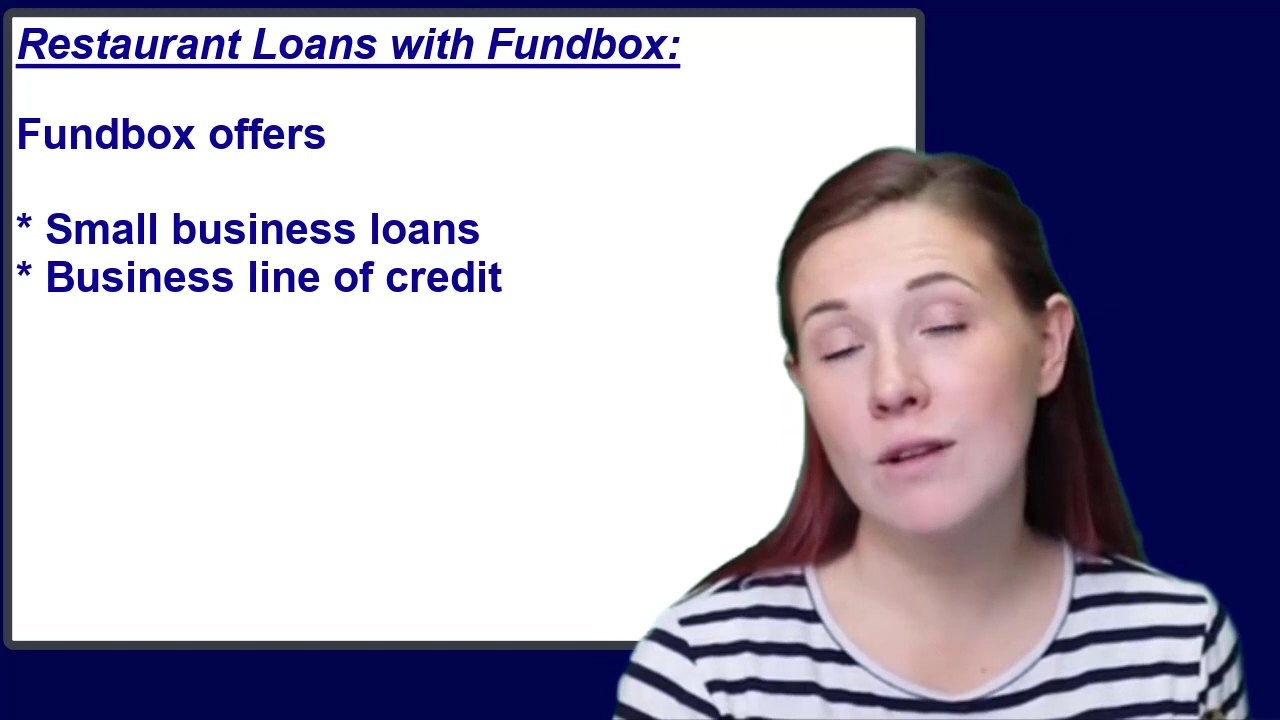 Restaurant Loans with Fundbox:
Fundbox offers
* Small business loans
* Business line of credit